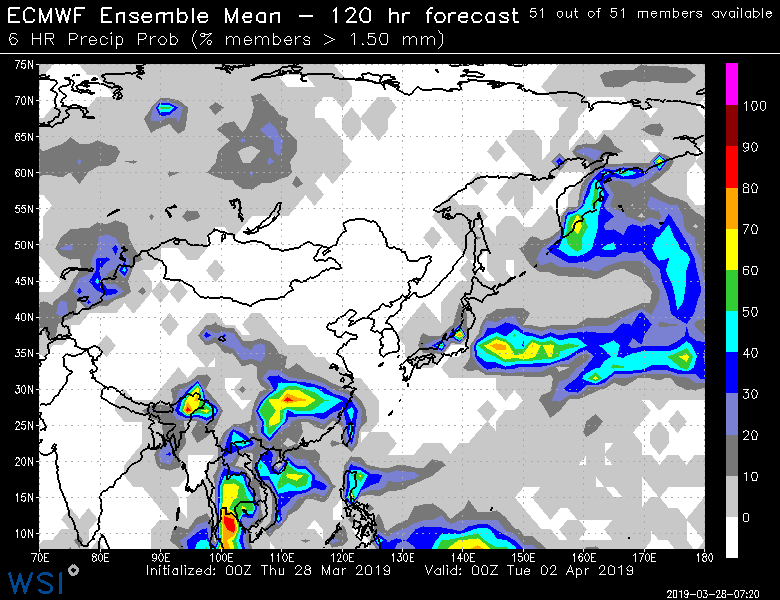 ECMWF Ensemble Mean – 120 hr forecast 51 out of 51 members available
6 HR Precip Prob (% members > 1.50 mm)
75N
70N
65N
60N
55N
50N
45N
40N
35N
30N
25N
20N
15N
10N
100
90
80
70
60
50
40
30
20
10
0
70E 80E 90E 100E 110E 120E 130E 140E 150E 160E 170E 180
Initialized: 00Z Thu 28 Mar 2019 Valid: 00Z Tue 02 Apr 2019
WSI
2019-03-28-07:20